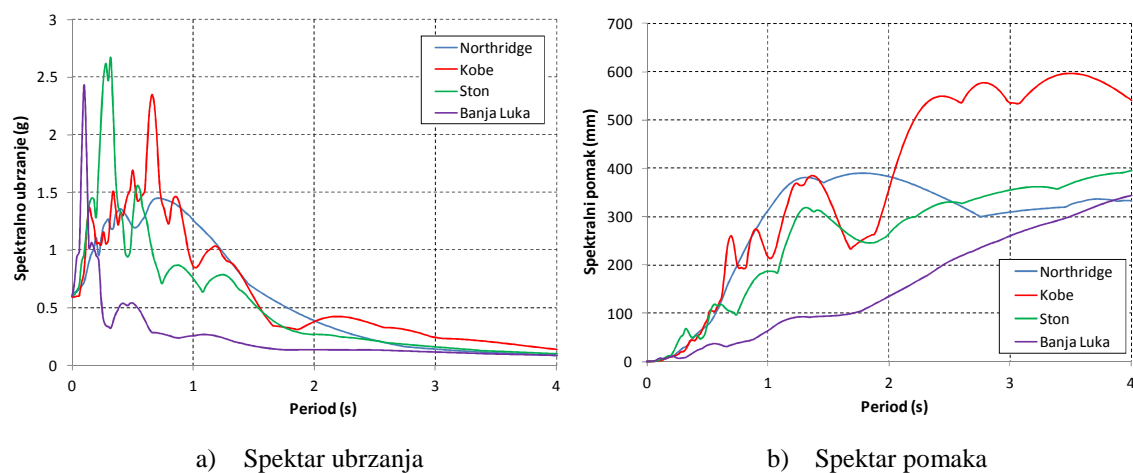 3
2.5
2
1.5
1
0.5
0
0 1 2 3 4
Spektralno ubrzanje (g)
Period (s)
Northridge
Kobe
Ston
Banja Luka
a) Spektar ubrzanja
700
600
500
400
300
200
100
0
0 1 2 3 4
Spektralni pomak (mm)
Period (s)
Northridge
Kobe
Ston
Banja Luka
b) Spektar pomaka